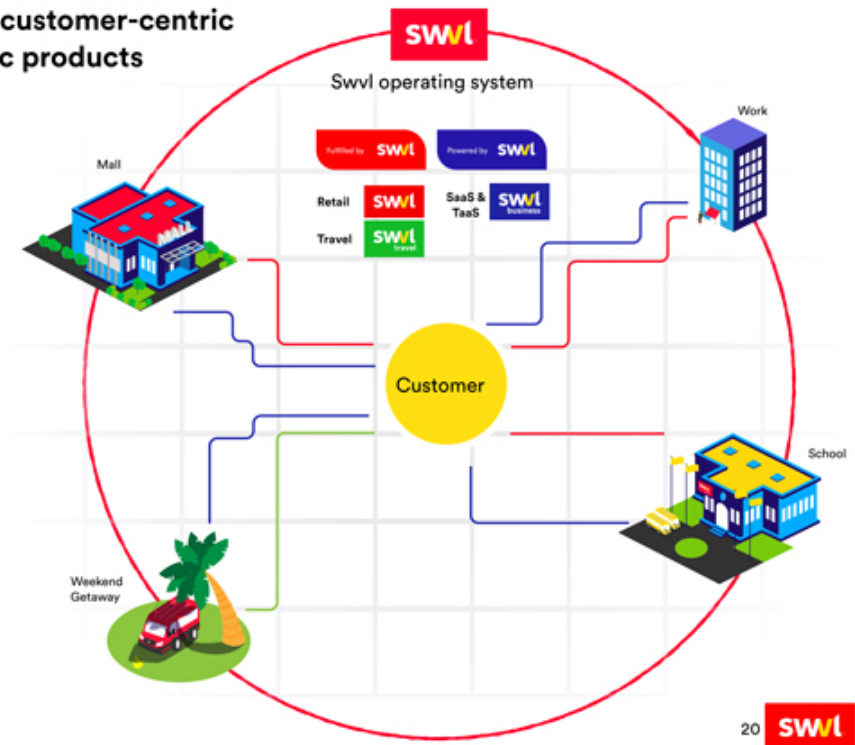 customer-centric
c products
swvl
Swvl operating system
Fulfilled by swvl
Powered by swvl
Retail swvl
SaaS &
TaaS
swvl
business
Travel swvl
travel
Work
Mall
MALL
Customer
School
Weekend
Getaway
20 swvl